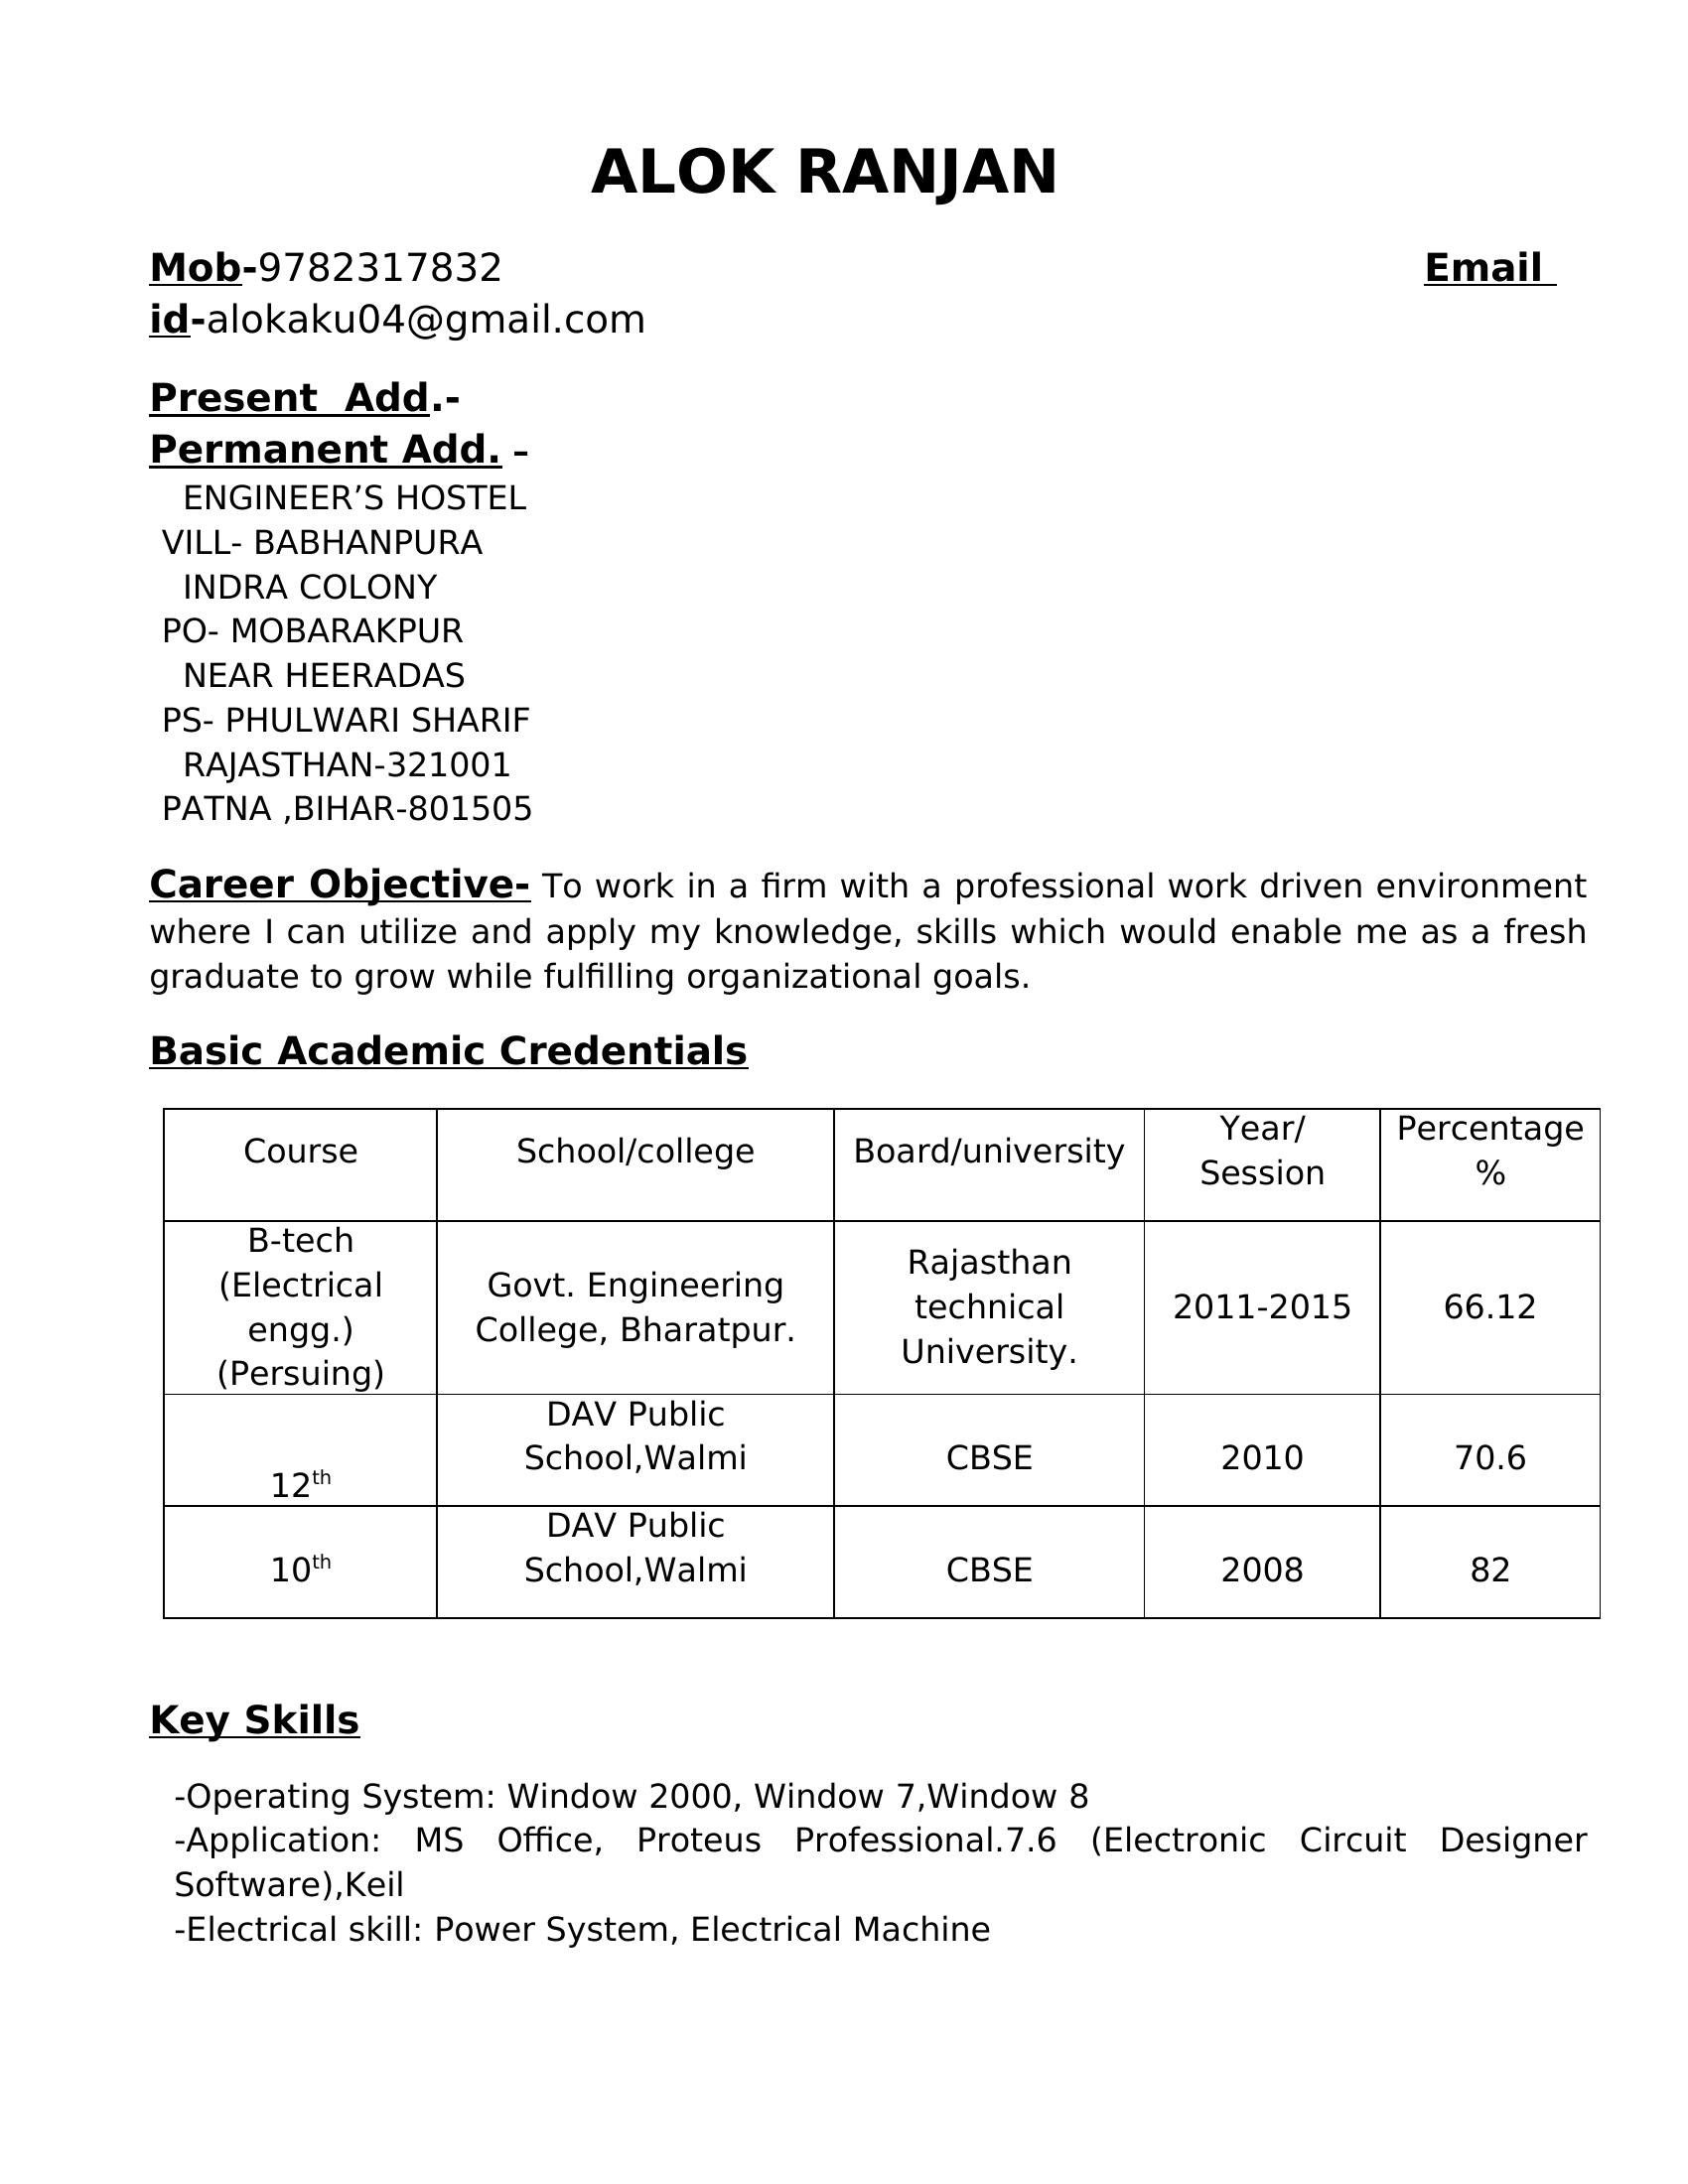 ALOK RANJAN
Mob-9782317832 Email
id-alokaku04@gmail.com
Present  Add.-
Permanent Add. –
ENGINEER’S HOSTEL
VILL- BABHANPURA
INDRA COLONY
PO- MOBARAKPUR
NEAR HEERADAS
PS- PHULWARI SHARIF
RAJASTHAN-321001
PATNA ,BIHAR-801505
Career Objective- To work in a firm with a professional work driven environment
where I can utilize and apply my knowledge, skills which would enable me as a fresh
graduate to grow while fulfilling organizational goals.
Basic Academic Credentials
Course
School/college
Board/university
Year/
Session
Percentage
%
B-tech
(Electrical
engg.)
(Persuing)
Govt. Engineering
College, Bharatpur.
Rajasthan
technical
University.
2011-2015
66.12
12th
DAV Public
School,Walmi
CBSE
2010
70.6
10th
DAV Public
School,Walmi
CBSE
2008
82
Key Skills
-Operating System: Window 2000, Window 7,Window 8
-Application: MS Office, Proteus Professional.7.6 (Electronic Circuit Designer
Software),Keil
-Electrical skill: Power System, Electrical Machine